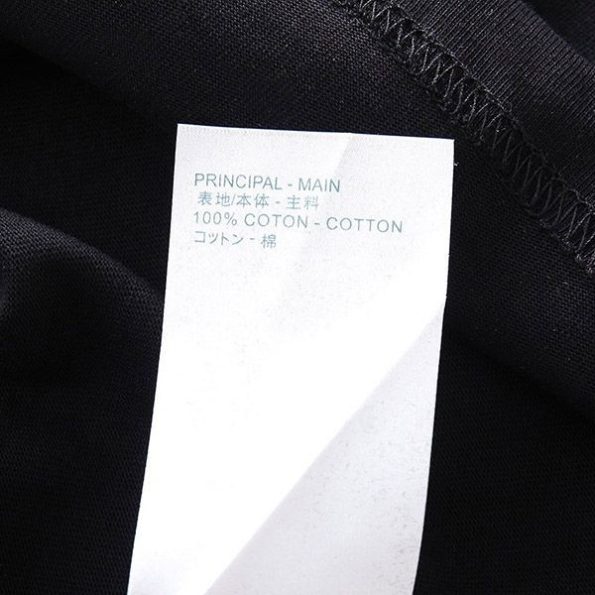 PRINCIPAL - MAIN
表地/本体 - 主料
100% COTON - COTTON
コットン - 棉